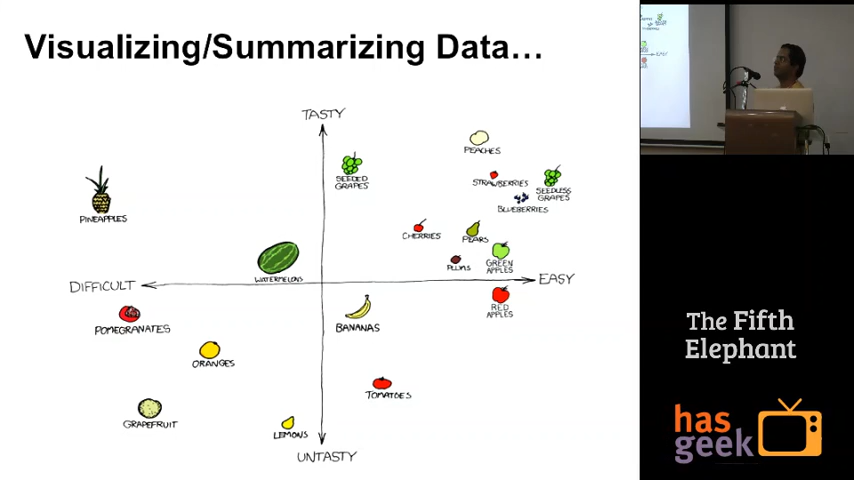 Visualizing/Summarizing Data...
TASTY
PEACHES
SEEDED
GRAPES
STRAWBERRIES
SEEDLESS
GRAPES
BLUEBERRIES
PINEAPPLES
CHERRIES
PEARS
PLUMS
GREEN
APPLES
WATERMELONS
DIFFICULT
EASY
RED
APPLES
POMEGRANATES
BANANAS
ORANGES
TOMATOES
GRAPEFRUIT
LEMONS
UNTASTY
The Fifth
Elephant
has
geek